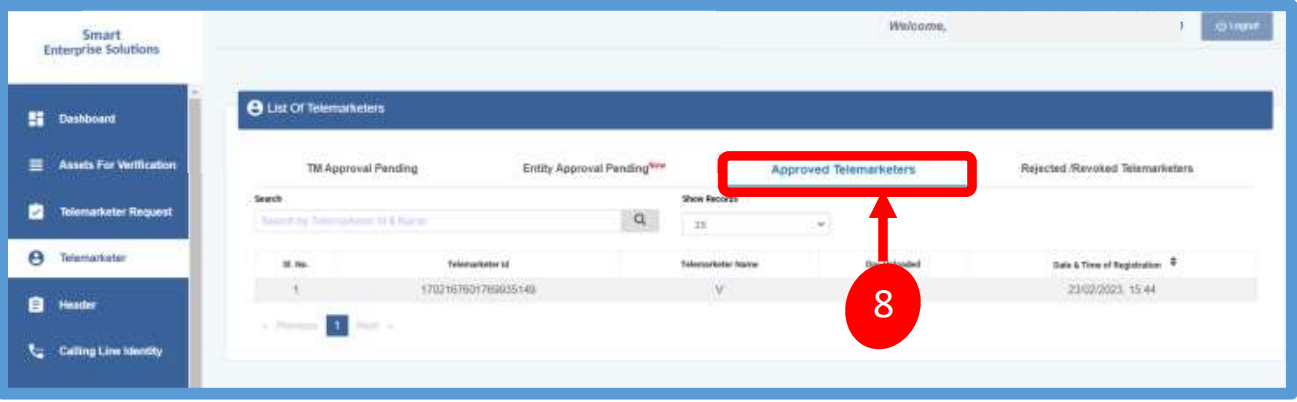 Smart
Enterprise Solutions
Welcome,
Logout
Dashboard
Assets For Verification
Telemarketer Request
Telemarketer
Header
Calling Line Identity
List Of Telemarketers
TM Approval Pending
Entity Approval Pending New
Approved Telemarketers
Rejected /Revoked Telemarketers
Search
Search by Telemarketer Id & Name
Show Records
25
Sl. No. Telemarketer Id Telemarketer Name Uploaded Date & Time of Registration
1 V 23/02/2023, 15:44
« Previous 1 Next »
8